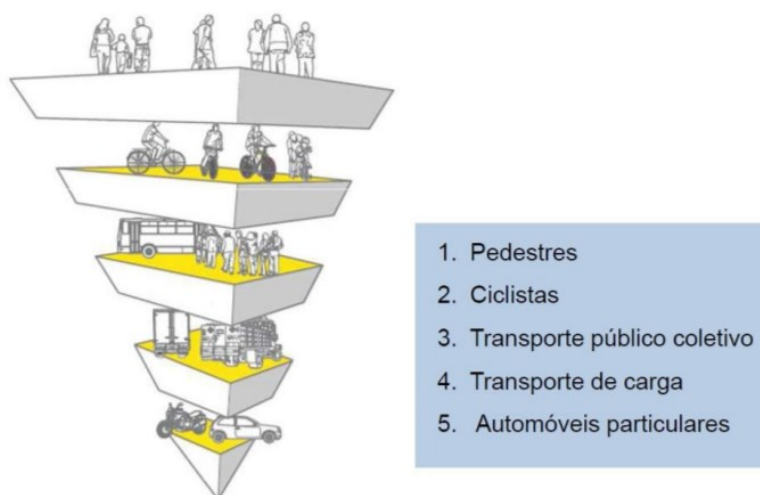 1. Pedestres
2. Ciclistas
3. Transporte público coletivo
4. Transporte de carga
5. Automóveis particulares